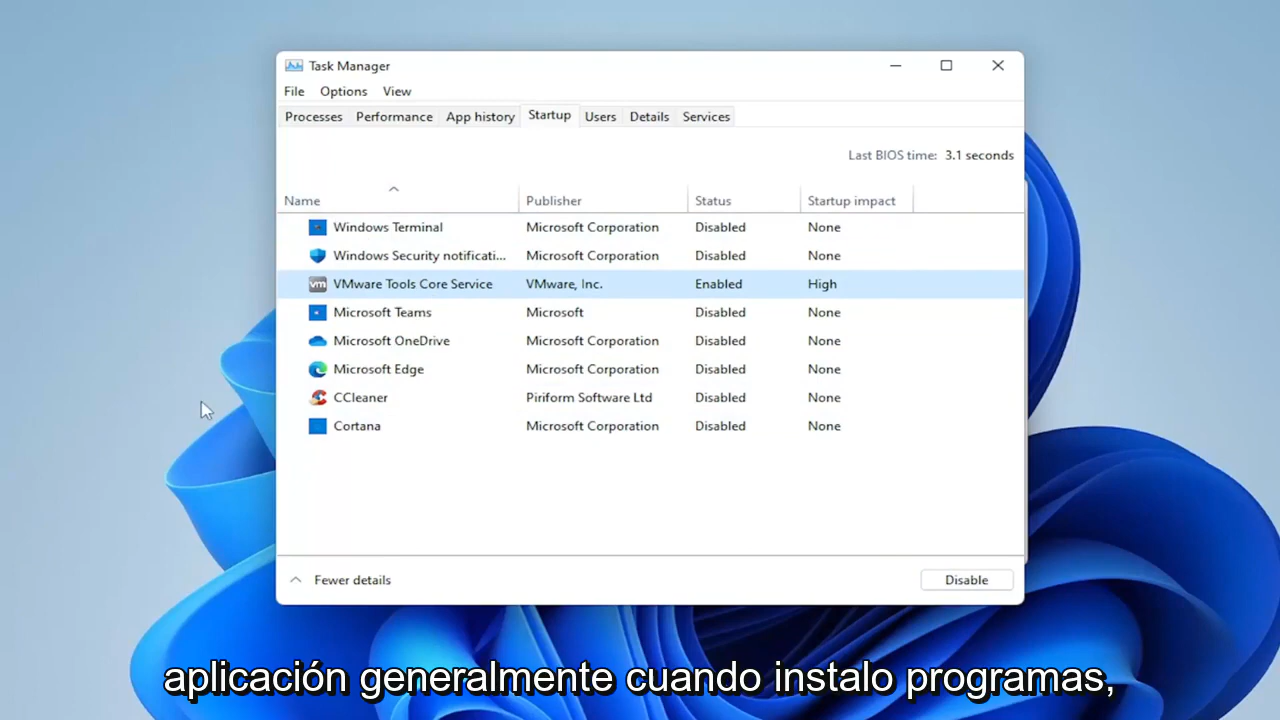 Task Manager
File Options View
Processes Performance App history Startup Users Details Services
Last BIOS time: 3.1 seconds
Name Publisher Status Startup impact
Windows Terminal Microsoft Corporation Disabled None
Windows Security notificati... Microsoft Corporation Disabled None
vm VMware Tools Core Service VMware, Inc. Enabled High
Microsoft Teams Microsoft Disabled None
Microsoft OneDrive Microsoft Corporation Disabled None
Microsoft Edge Microsoft Corporation Disabled None
CCleaner Piriform Software Ltd Disabled None
Cortana Microsoft Corporation Disabled None
Fewer details Disable
aplicación generalmente cuando instalo programas,